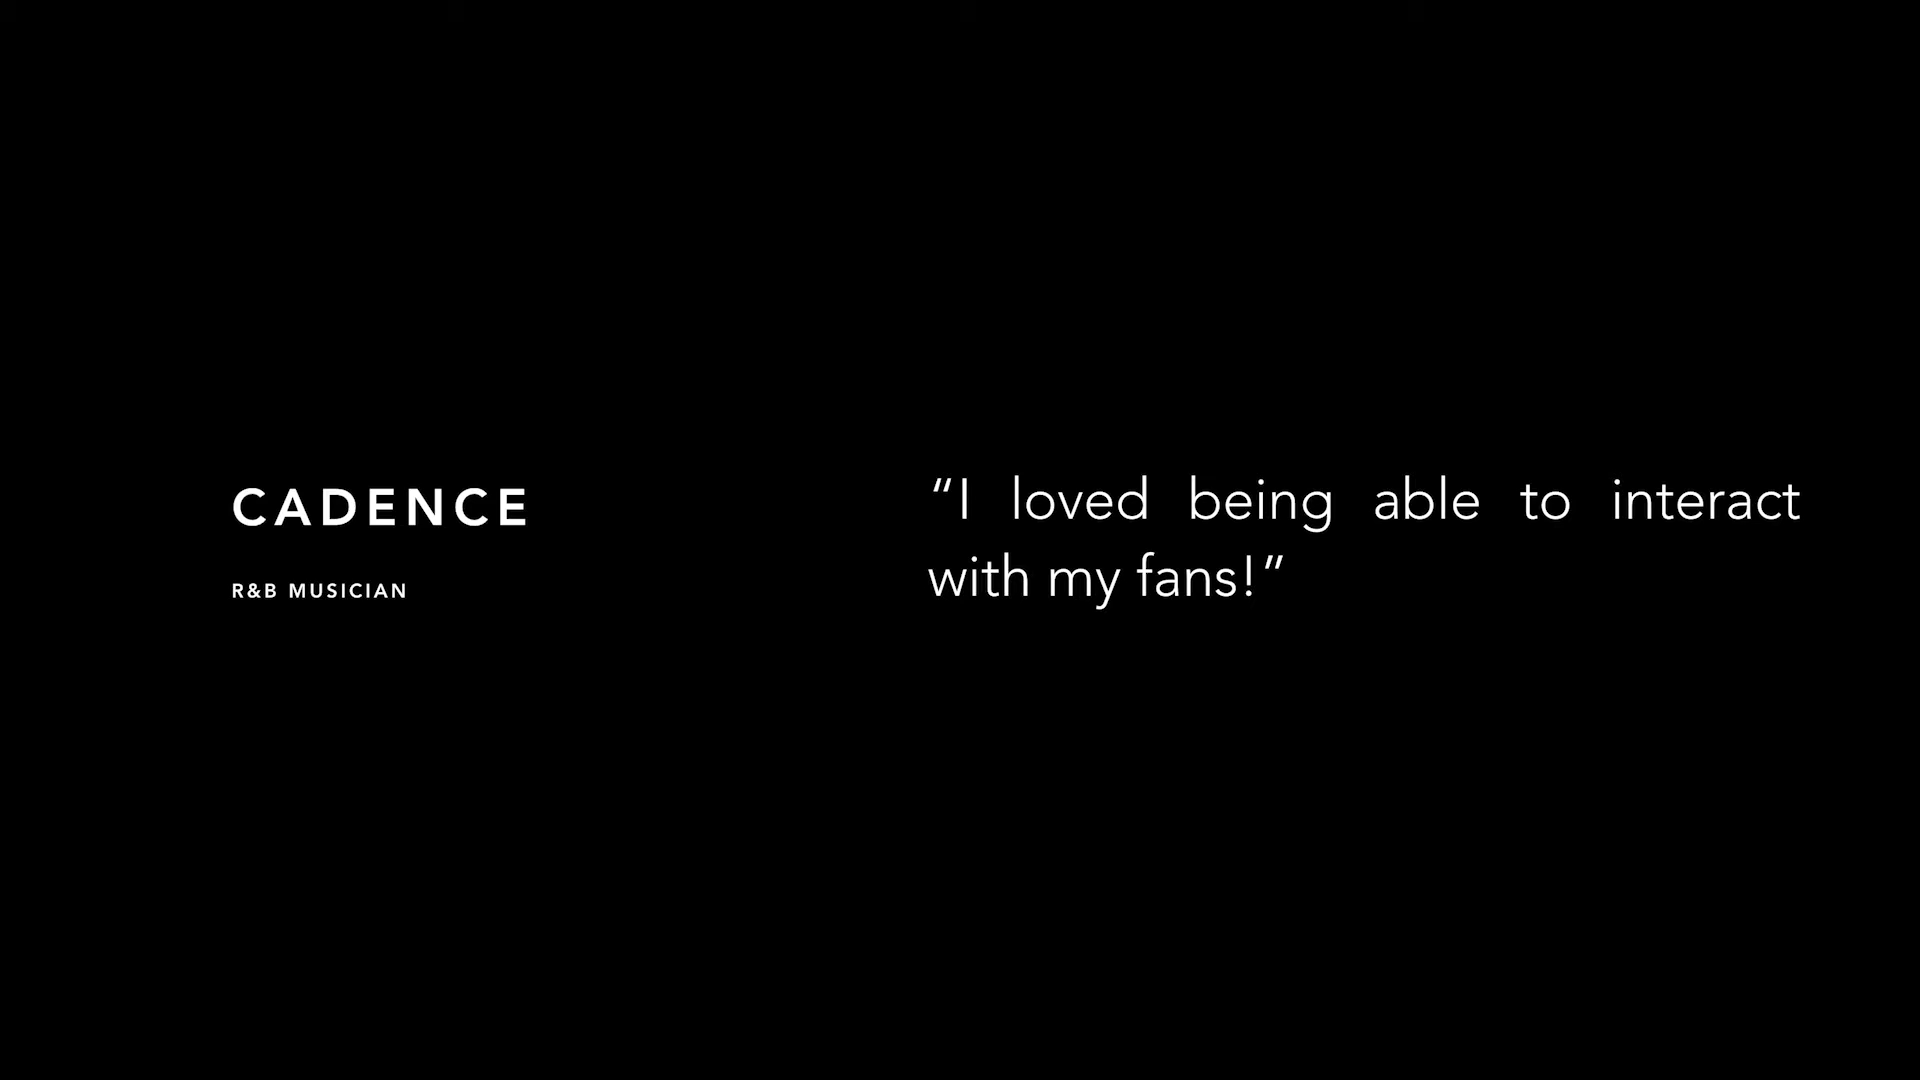 CADENCE
R&B MUSICIAN
“I loved being able to interact
with my fans!”